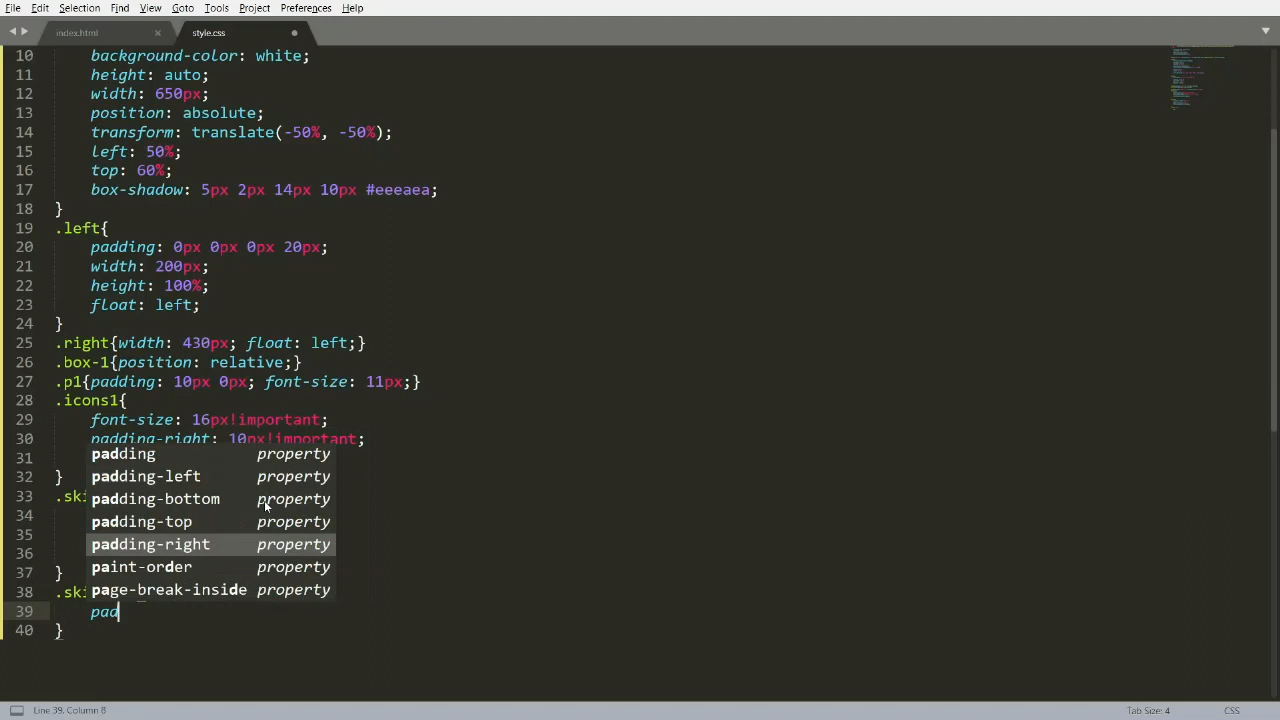 File Edit Selection Find View Goto Tools Project Preferences Help
index.html × style.css
10 background-color: white;
11 height: auto;
12 width: 650px;
13 position: absolute;
14 transform: translate(-50%, -50%);
15 left: 50%;
16 top: 60%;
17 box-shadow: 5px 2px 14px 10px #eeeaea;
18 }
19 .left{
20 padding: 0px 0px 0px 20px;
21 width: 200px;
22 height: 100%;
23 float: left;
24 }
25 .right{width: 430px; float: left;}
26 .box-1{position: relative;}
27 .p1{padding: 10px 0px; font-size: 11px;}
28 .icons1{
29 font-size: 16px!important;
30 padding-right: 10px!important;
padding property
31
padding-left property
32 }
33 .ski
padding-bottom property
34
padding-top property
35
padding-right property
36
paint-order property
37 }
page-break-inside property
38 .ski
39 pad
40 }
Line 39, Column 8 Tab Size: 4 CSS